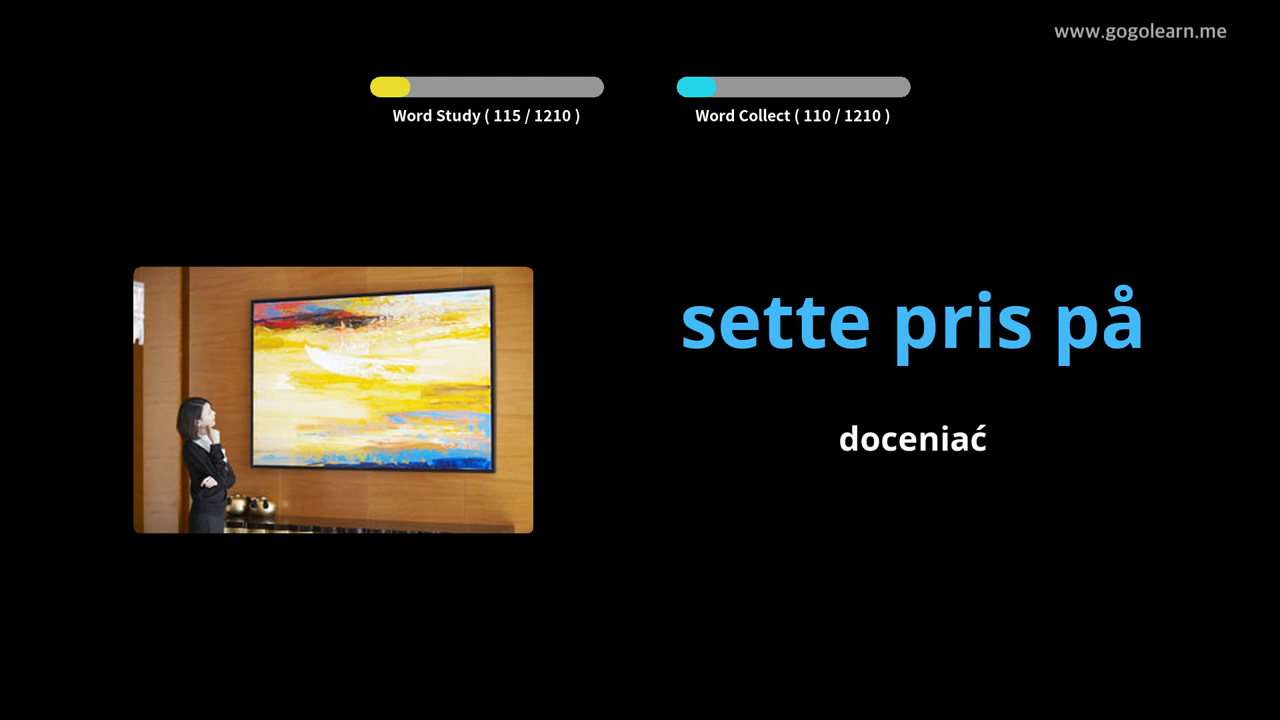 www.gogolearn.me
Word Study ( 115 / 1210 )
Word Collect ( 110 / 1210 )
sette pris på
doceniać